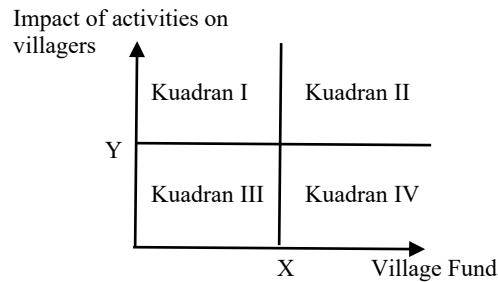 Impact of activities on
villagers
Kuadran I
Kuadran II
Y
Kuadran III
Kuadran IV
X
Village Fund